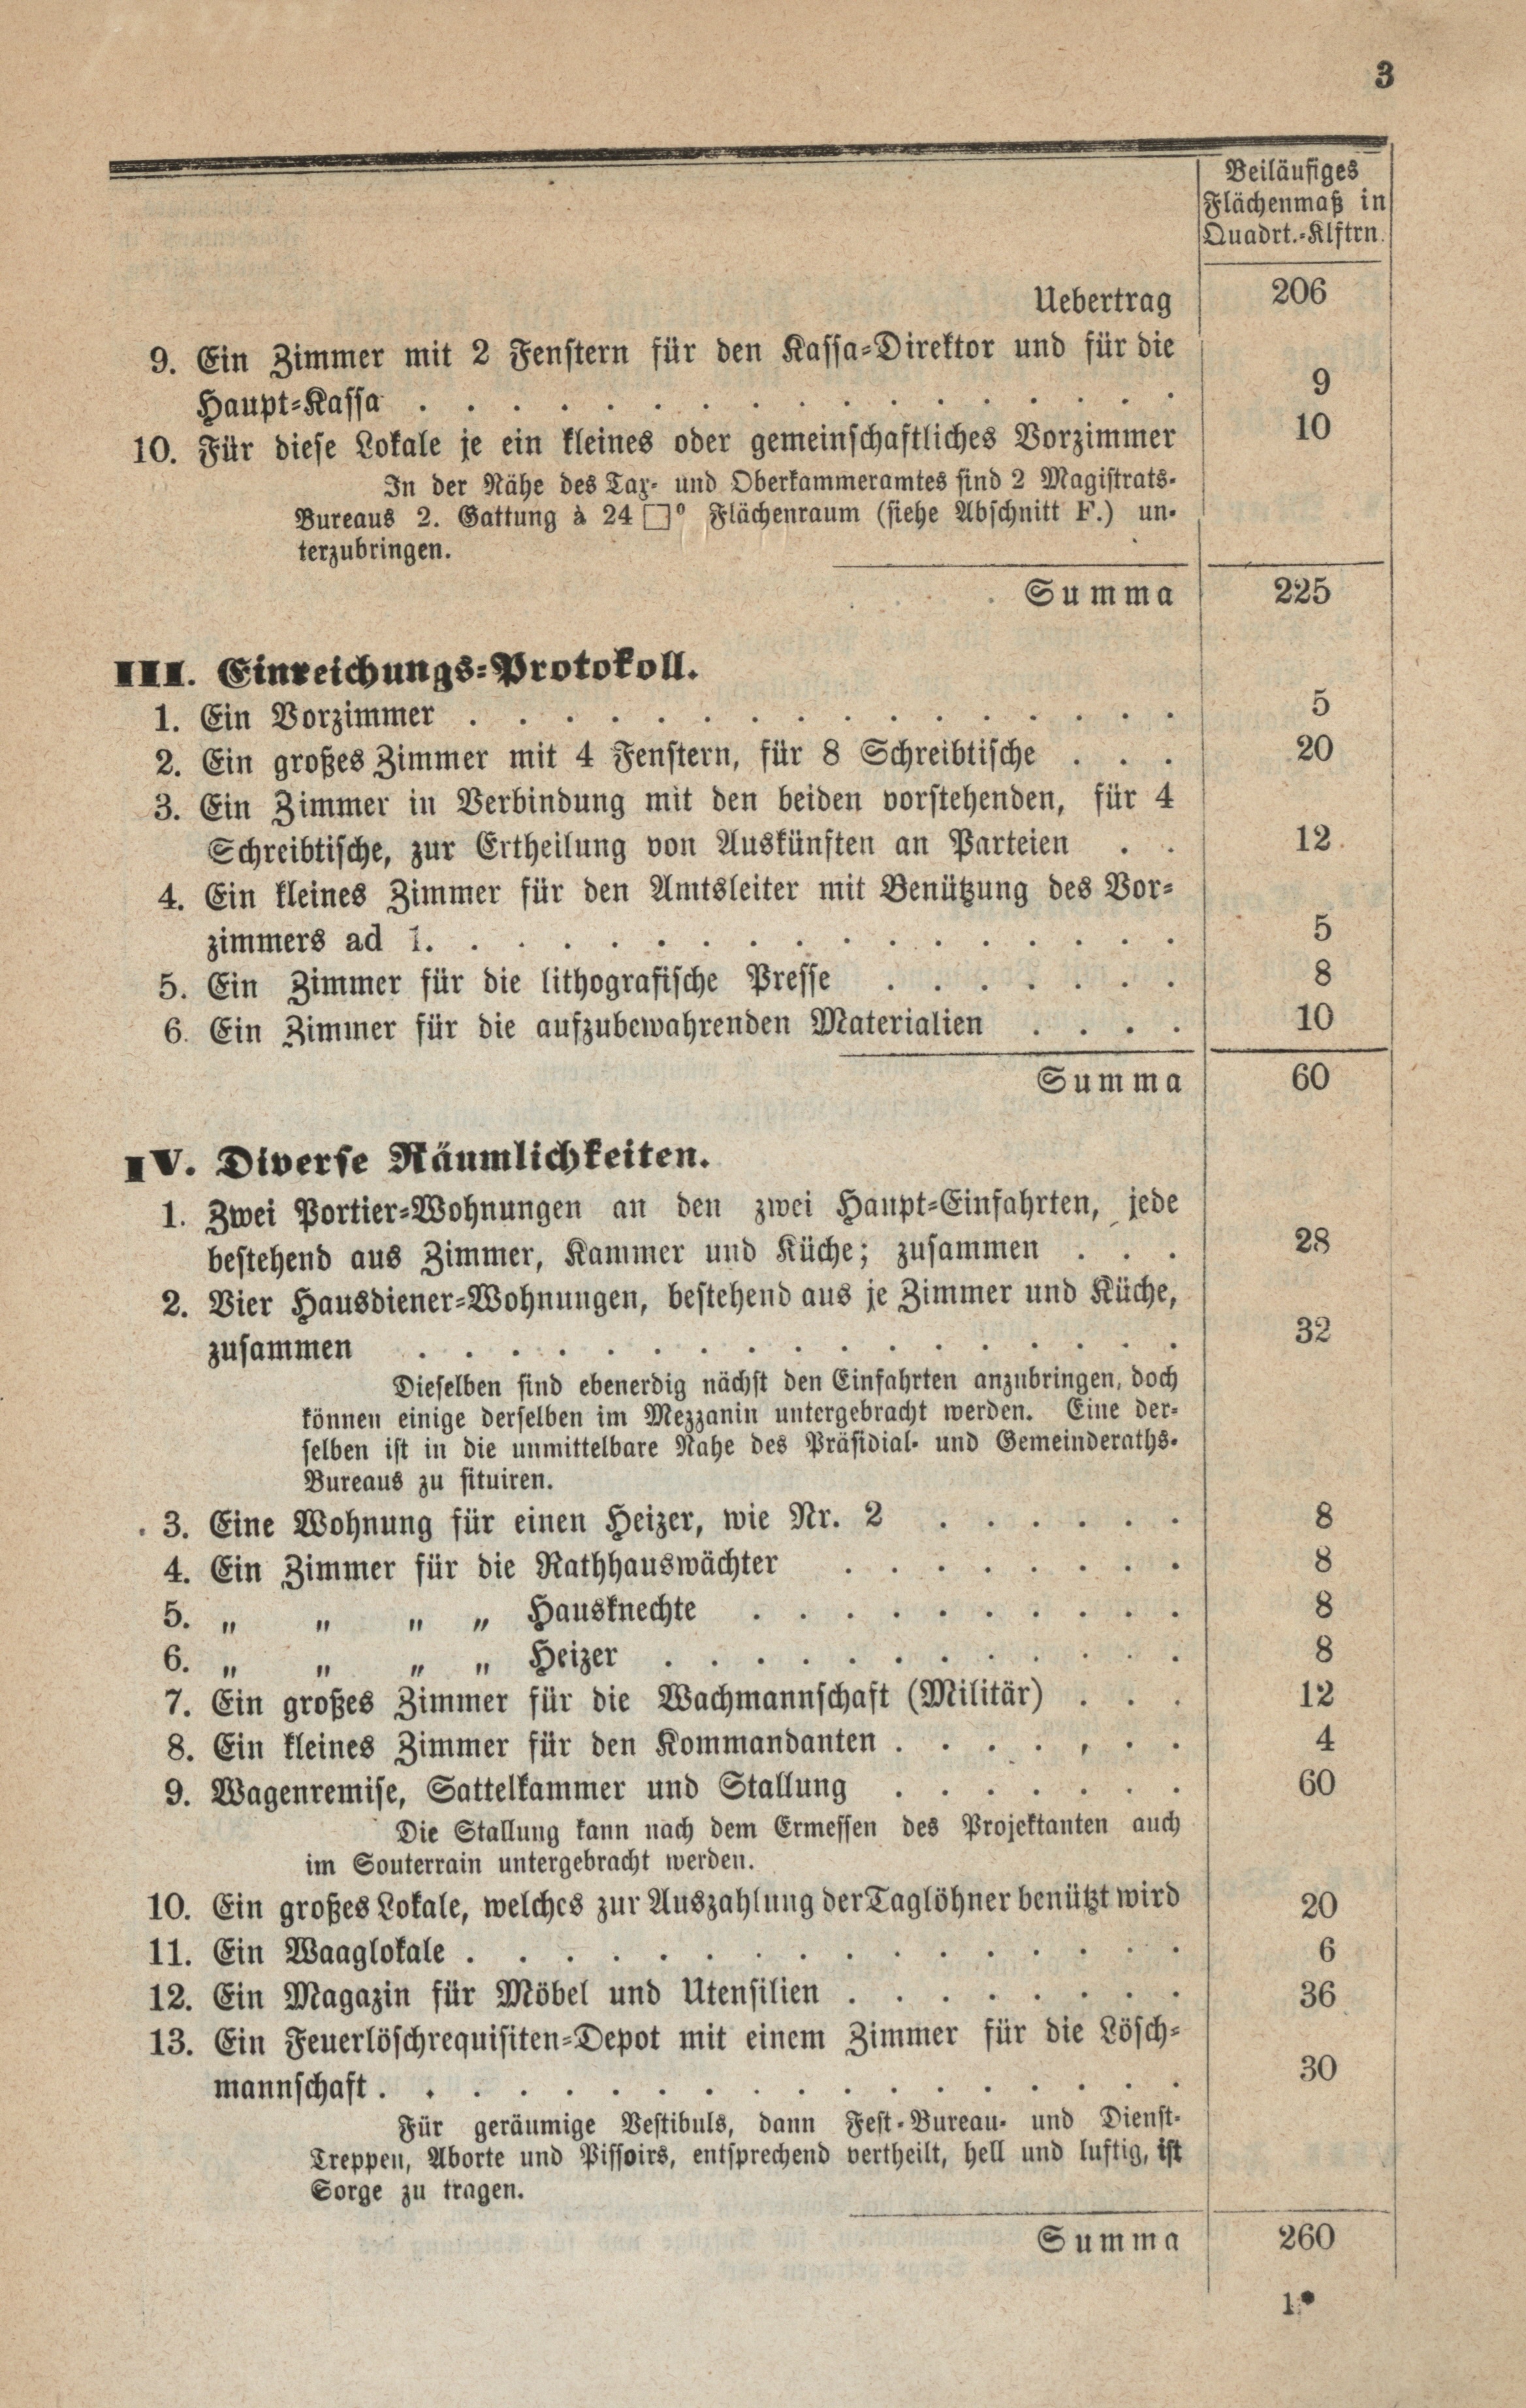 3
Beiläufiges
Flächenmaß in
Quadrt.-Klftrn.
Uebertrag 206
9. Ein Zimmer mit 2 Fenstern für den Kassa-Direktor und für die
Haupt-Kassa . . . . . . . . . . . . . . . . . 9
10. Für diese Lokale je ein kleines oder gemeinschaftliches Vorzimmer 10
In der Nähe des Tax- und Oberkammeramtes sind 2 Magistrats-
Bureaus 2. Gattung à 24 □° Flächenraum (siehe Abschnitt F.) un-
terzubringen.
Summa 225
III. Einreichungs-Protokoll.
1. Ein Vorzimmer . . . . . . . . . . . . . . . . 5
2. Ein großes Zimmer mit 4 Fenstern, für 8 Schreibtische . . . 20
3. Ein Zimmer in Verbindung mit den beiden vorstehenden, für 4
Schreibtische, zur Ertheilung von Auskünften an Parteien . . 12
4. Ein kleines Zimmer für den Amtsleiter mit Benützung des Vor-
zimmers ad 1. . . . . . . . . . . . . . . . . 5
5. Ein Zimmer für die lithografische Presse . . . . . . . 8
6. Ein Zimmer für die aufzubewahrenden Materialien . . . . 10
Summa 60
IV. Diverse Räumlichkeiten.
1. Zwei Portier-Wohnungen an den zwei Haupt-Einfahrten, jede
bestehend aus Zimmer, Kammer und Küche; zusammen . . . 28
2. Vier Hausdiener-Wohnungen, bestehend aus je Zimmer und Küche,
zusammen . . . . . . . . . . . . . . . . . 32
Dieselben sind ebenerdig nächst den Einfahrten anzubringen, doch
können einige derselben im Mezzanin untergebracht werden. Eine der-
selben ist in die unmittelbare Nahe des Präsidial- und Gemeinderaths-
Bureaus zu situiren.
3. Eine Wohnung für einen Heizer, wie Nr. 2 . . . . . . 8
4. Ein Zimmer für die Rathhauswächter . . . . . . . . 8
5. „ „ „ „ Hausknechte . . . . . . . . . . 8
6. „ „ „ „ Heizer . . . . . . . . . . . . 8
7. Ein großes Zimmer für die Wachmannschaft (Militär) . . . 12
8. Ein kleines Zimmer für den Kommandanten . . . . . . . 4
9. Wagenremise, Sattelkammer und Stallung . . . . . . . 60
Die Stallung kann nach dem Ermessen des Projektanten auch
im Souterrain untergebracht werden.
10. Ein großes Lokale, welches zur Auszahlung der Taglöhner benützt wird 20
11. Ein Waaglokale . . . . . . . . . . . . . . . . 6
12. Ein Magazin für Möbel und Utensilien . . . . . . . . 36
13. Ein Feuerlöschrequisiten-Depot mit einem Zimmer für die Lösch-
mannschaft . . . . . . . . . . . . . . . . . . 30
Für geräumige Vestibuls, dann Fest-Bureau- und Dienst-
Treppen, Aborte und Pissoirs, entsprechend vertheilt, hell und luftig, ist
Sorge zu tragen.
Summa 260
1*